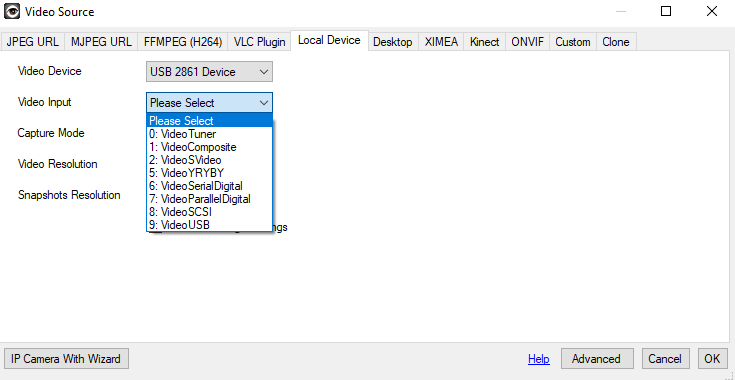 Video Source
JPEG URL MJPEG URL FFMPEG (H264) VLC Plugin Local Device Desktop XIMEA Kinect ONVIF Custom Clone
Video Device USB 2861 Device
Video Input Please Select
Please Select
Capture Mode
0: VideoTuner
1: VideoComposite
Video Resolution
2: VideoSVideo
5: VideoYRYBY
6: VideoSerialDigital
Snapshots Resolution
7: VideoParallelDigital
8: VideoSCSI
9: VideoUSB
IP Camera With Wizard Help Advanced Cancel OK